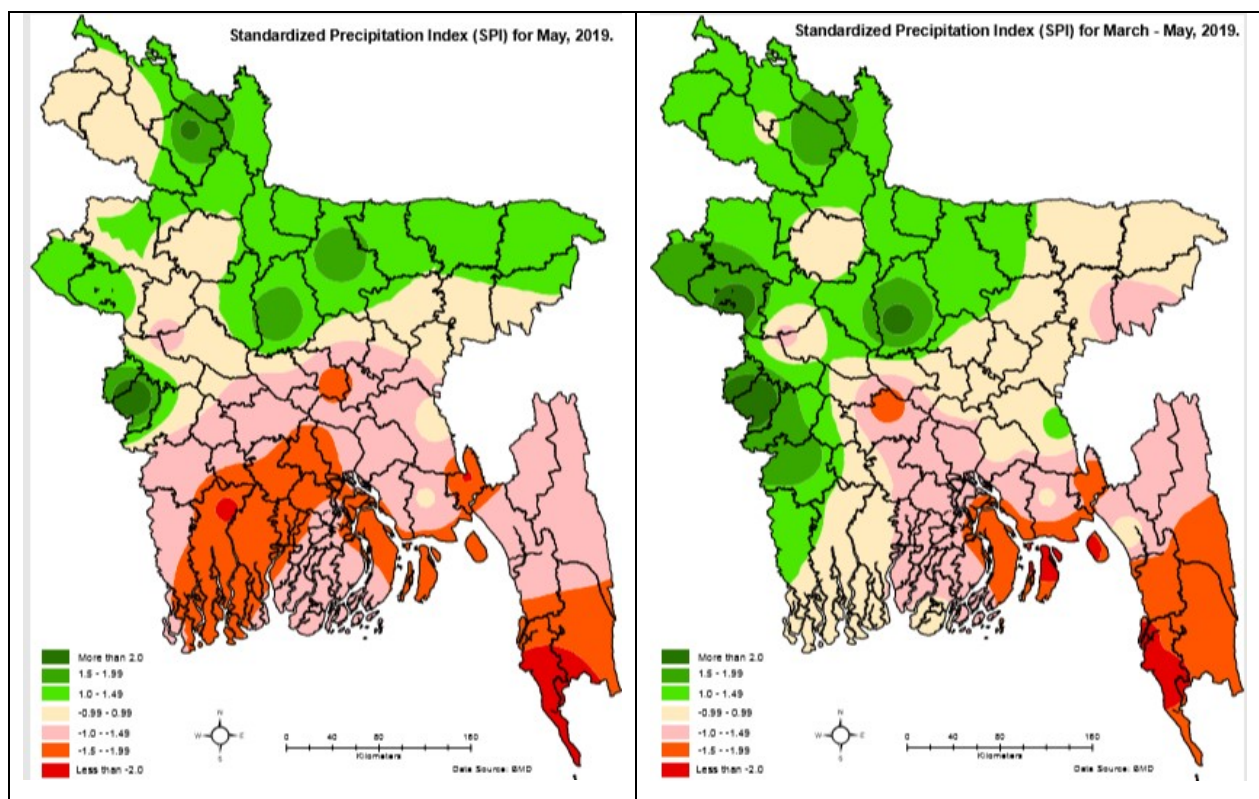 Standardized Precipitation Index (SPI) for May, 2019.
More than 2.0
1.5 - 1.99
1.0 - 1.49
-0.99 - 0.99
-1.0 - -1.49
-1.5 - -1.99
Less than -2.0
N
W
E
S
0 40 80 160
Kilometers
Data Source: BMD
Standardized Precipitation Index (SPI) for March - May, 2019.
More than 2.0
1.5 - 1.99
1.0 - 1.49
-0.99 - 0.99
-1.0 - -1.49
-1.5 - -1.99
Less than -2.0
N
W
E
S
0 40 80 160
Kilometers
Data Source: BMD